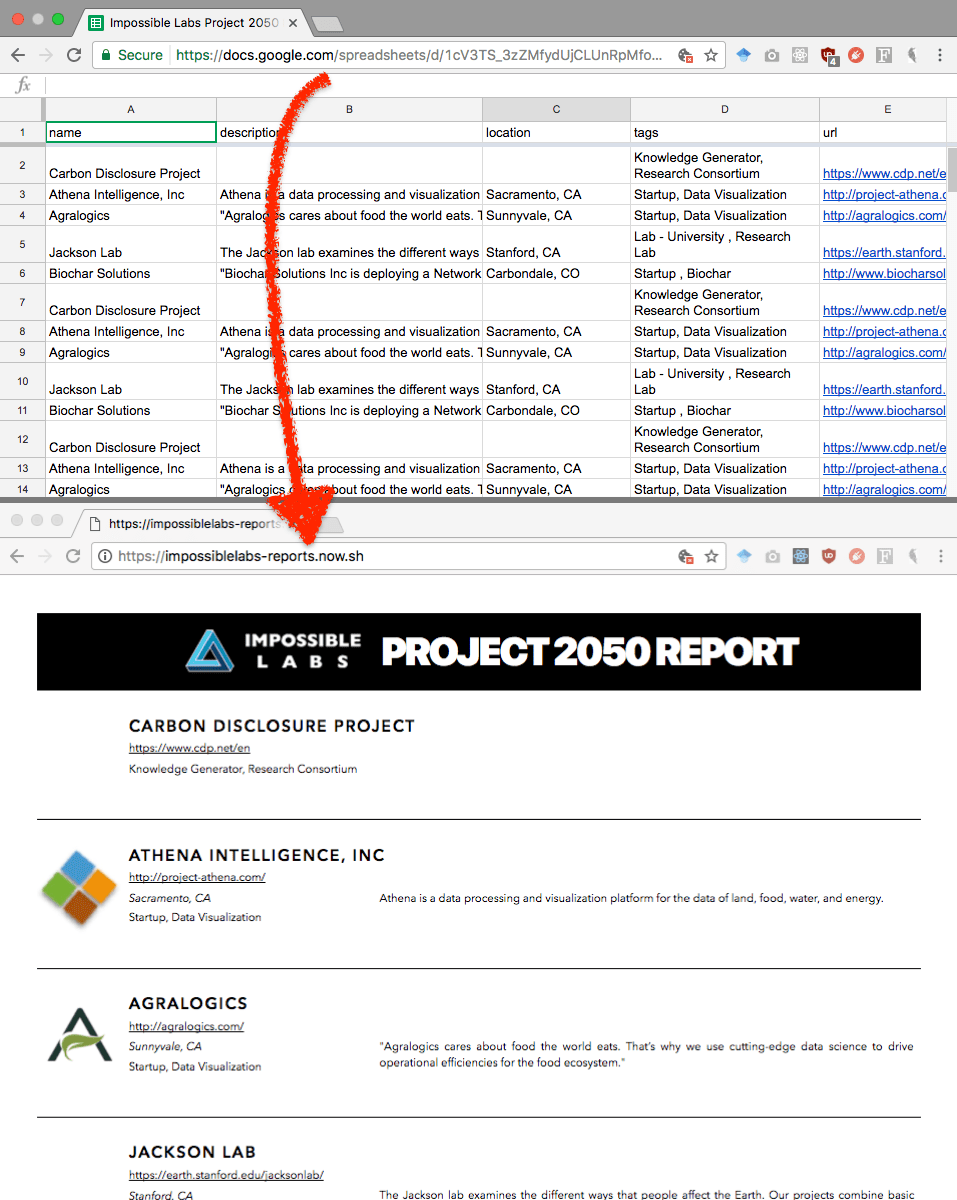 Impossible Labs Project 2050
Secure https://docs.google.com/spreadsheets/d/1cV3TS_3zZMfydUjCLUnRpMfo... 4
fx
A B C D E
1 name description location tags url
Knowledge Generator,
2 Carbon Disclosure Project Research Consortium https://www.cdp.net/e
3 Athena Intelligence, Inc Athena is a data processing and visualization Sacramento, CA Startup, Data Visualization http://project-athena.c
4 Agralogics "Agralogics cares about food the world eats. T Sunnyvale, CA Startup, Data Visualization http://agralogics.com/
Lab - University , Research
5 Jackson Lab The Jackson lab examines the different ways Stanford, CA Lab https://earth.stanford.
6 Biochar Solutions "Biochar Solutions Inc is deploying a Network Carbondale, CO Startup , Biochar http://www.biocharsol
Knowledge Generator,
7 Carbon Disclosure Project Research Consortium https://www.cdp.net/e
8 Athena Intelligence, Inc Athena is a data processing and visualization Sacramento, CA Startup, Data Visualization http://project-athena.c
9 Agralogics "Agralogics cares about food the world eats. T Sunnyvale, CA Startup, Data Visualization http://agralogics.com/
Lab - University , Research
10 Jackson Lab The Jackson lab examines the different ways Stanford, CA Lab https://earth.stanford.
11 Biochar Solutions "Biochar Solutions Inc is deploying a Network Carbondale, CO Startup , Biochar http://www.biocharsol
Knowledge Generator,
12 Carbon Disclosure Project Research Consortium https://www.cdp.net/e
13 Athena Intelligence, Inc Athena is a data processing and visualization Sacramento, CA Startup, Data Visualization http://project-athena.c
14 Agralogics "Agralogics cares about food the world eats. T Sunnyvale, CA Startup, Data Visualization http://agralogics.com/
https://impossiblelabs-reports
https://impossiblelabs-reports.now.sh
IMPOSSIBLE
LABS
PROJECT 2050 REPORT
CARBON DISCLOSURE PROJECT
https://www.cdp.net/en
Knowledge Generator, Research Consortium
ATHENA INTELLIGENCE, INC
http://project-athena.com/
Sacramento, CA
Startup, Data Visualization
Athena is a data processing and visualization platform for the data of land, food, water, and energy.
AGRALOGICS
http://agralogics.com/
Sunnyvale, CA
Startup, Data Visualization
"Agralogics cares about food the world eats. That's why we use cutting-edge data science to drive
operational efficiencies for the food ecosystem."
JACKSON LAB
https://earth.stanford.edu/jacksonlab/
Stanford, CA
The Jackson lab examines the different ways that people affect the Earth. Our projects combine basic